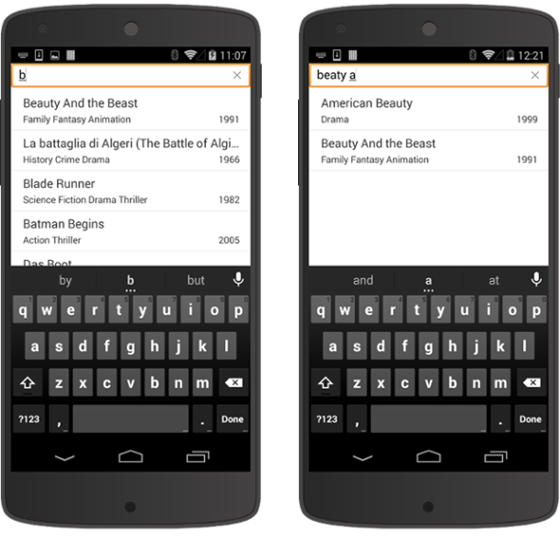 11:07
b
Beauty And the Beast
Family Fantasy Animation 1991
La battaglia di Algeri (The Battle of Algi...
History Crime Drama 1966
Blade Runner
Science Fiction Drama Thriller 1982
Batman Begins
Action Thriller 2005
Das Boot
by b but
q w e r t y u i o p
a s d f g h j k l
z x c v b n m
?123 , . Done
12:21
beaty a
American Beauty
Drama 1999
Beauty And the Beast
Family Fantasy Animation 1991
and a at
q w e r t y u i o p
a s d f g h j k l
z x c v b n m
?123 , . Done